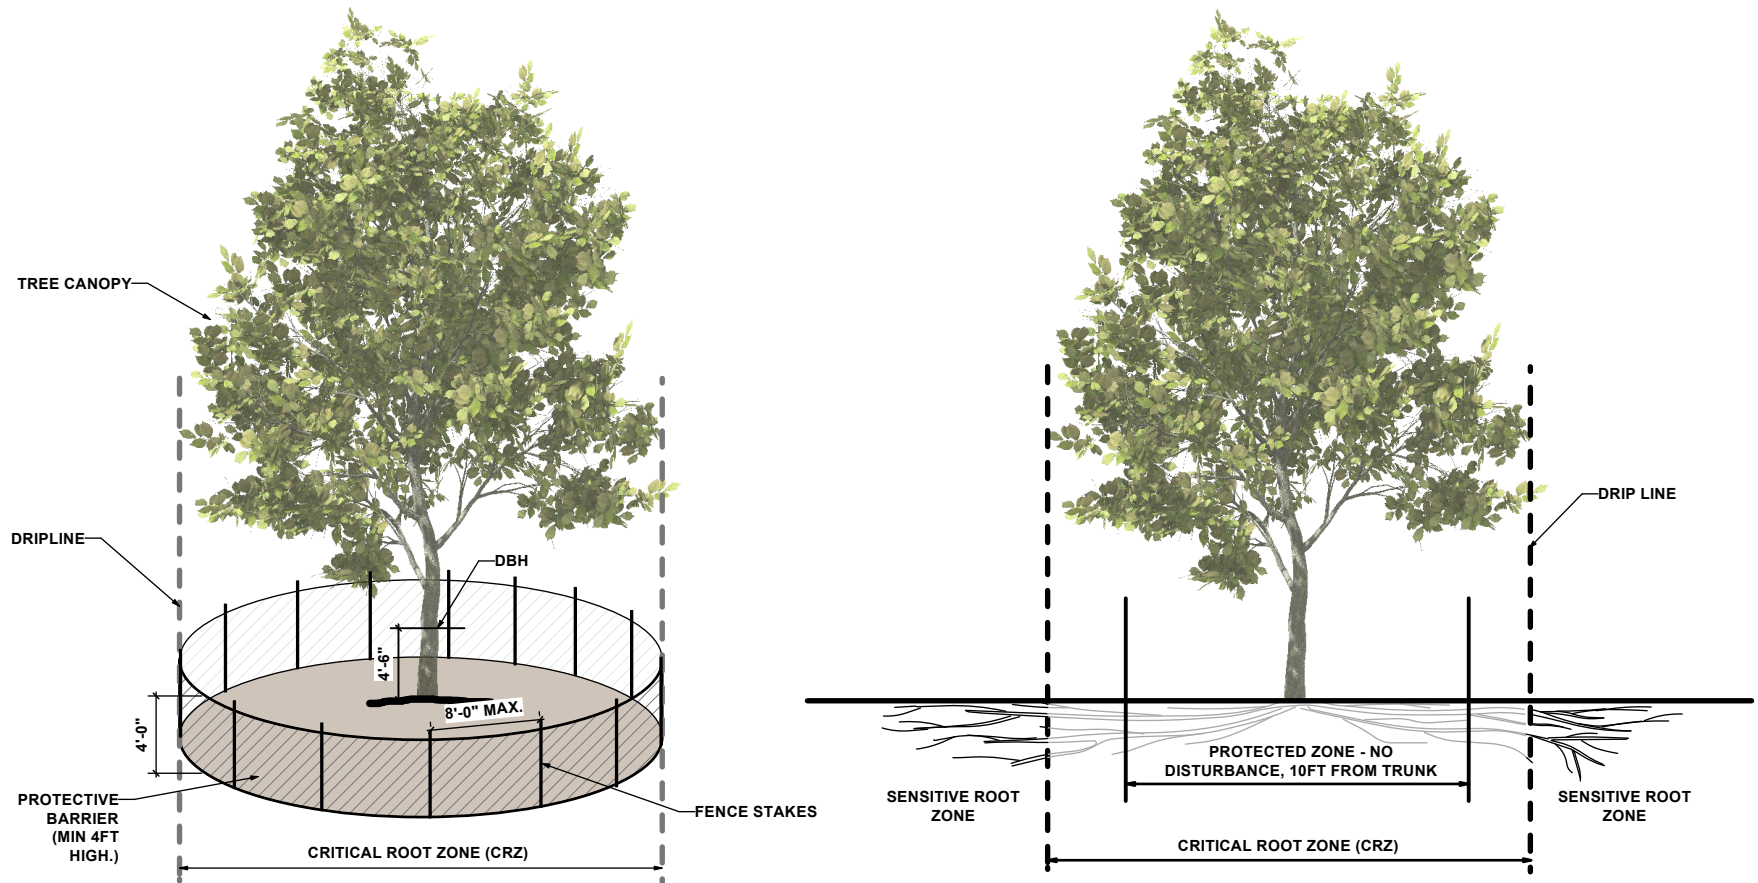 TREE CANOPY
DRIPLINE
DBH
4'-6"
8'-0" MAX.
4'-0"
PROTECTIVE
BARRIER
(MIN 4FT
HIGH.)
FENCE STAKES
CRITICAL ROOT ZONE (CRZ)
DRIP LINE
PROTECTED ZONE - NO
DISTURBANCE, 10FT FROM TRUNK
SENSITIVE ROOT
ZONE
SENSITIVE ROOT
ZONE
CRITICAL ROOT ZONE (CRZ)